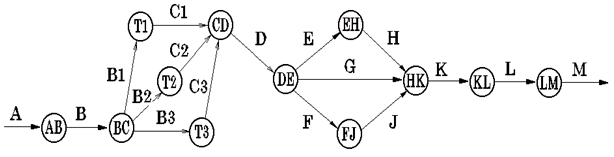 T1 C1 CD D E EH H
C2
B1 T2 C3 DE G HK K KL L LM M
A AB B BC B2 B3 T3 F FJ J